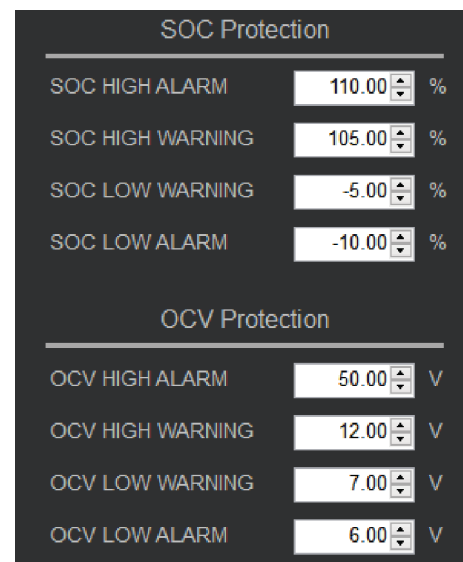 SOC Protection
SOC HIGH ALARM 110.00 %
SOC HIGH WARNING 105.00 %
SOC LOW WARNING -5.00 %
SOC LOW ALARM -10.00 %
OCV Protection
OCV HIGH ALARM 50.00 V
OCV HIGH WARNING 12.00 V
OCV LOW WARNING 7.00 V
OCV LOW ALARM 6.00 V